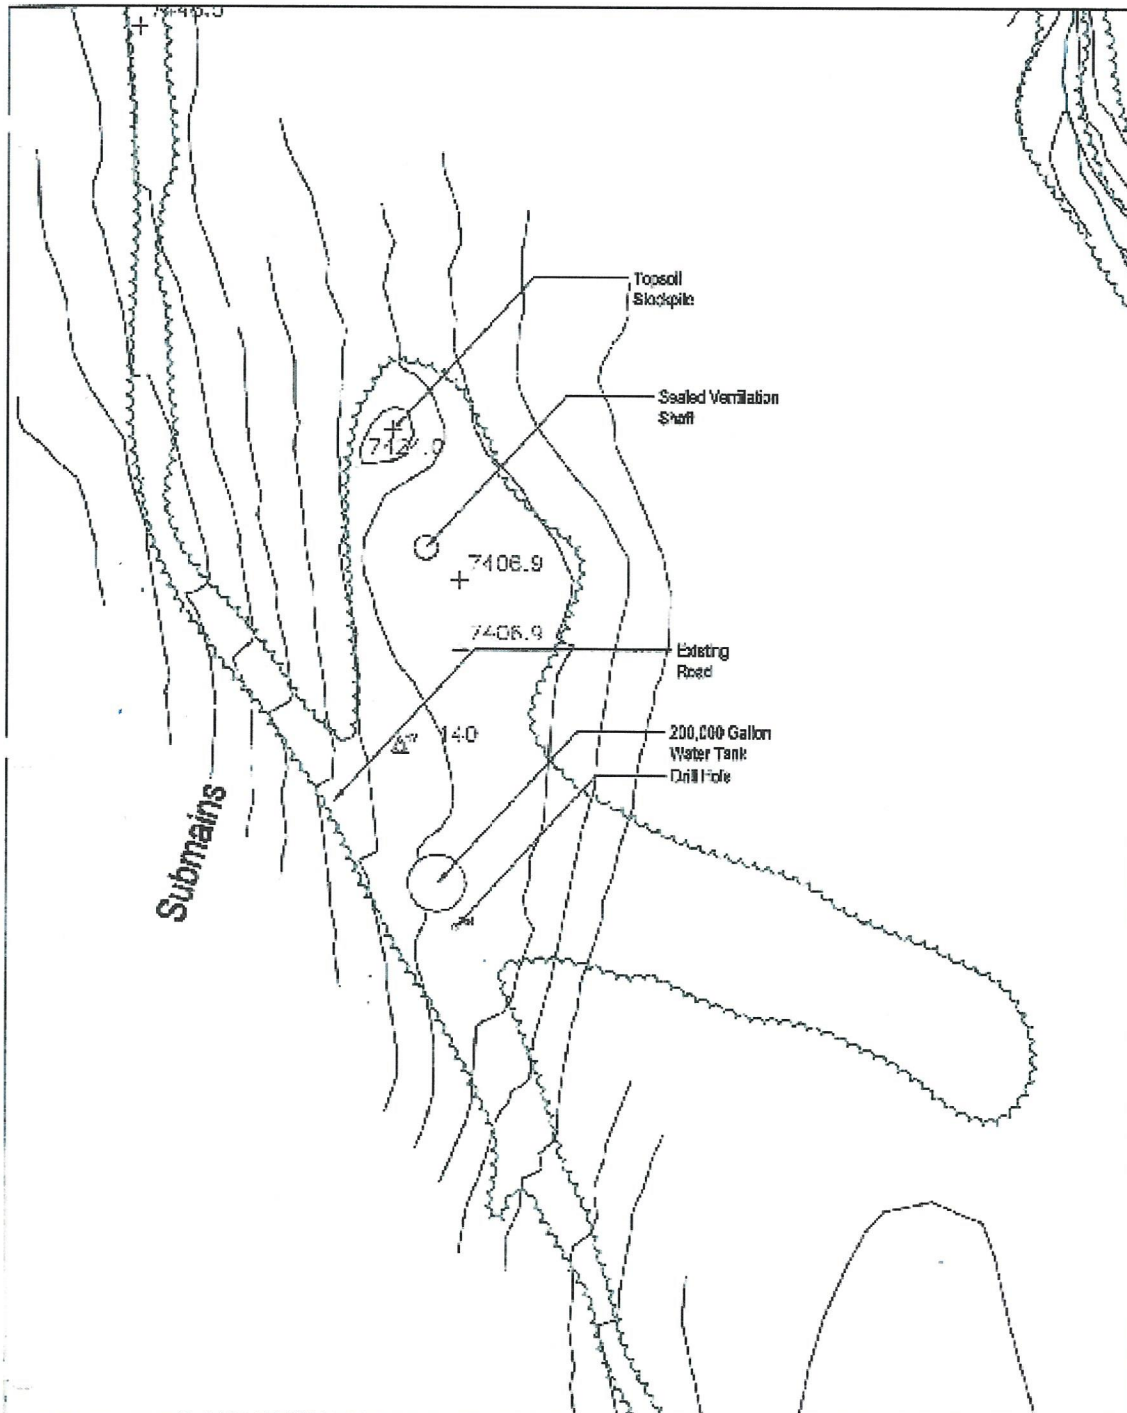 Topsoil
Stockpile
Sealed Ventilation
Shaft
7406.9
7406.9
Existing
Road
140
200,000 Gallon
Water Tank
Drill Hole
Submains